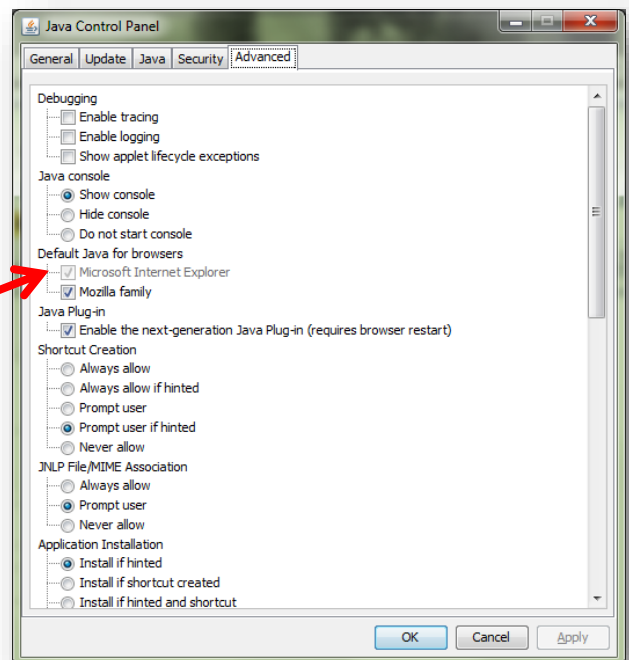 Java Control Panel
General Update Java Security Advanced
Debugging
Enable tracing
Enable logging
Show applet lifecycle exceptions
Java console
Show console
Hide console
Do not start console
Default Java for browsers
Microsoft Internet Explorer
Mozilla family
Java Plug-in
Enable the next-generation Java Plug-in (requires browser restart)
Shortcut Creation
Always allow
Always allow if hinted
Prompt user
Prompt user if hinted
Never allow
JNLP File/MIME Association
Always allow
Prompt user
Never allow
Application Installation
Install if hinted
Install if shortcut created
Install if hinted and shortcut
OK Cancel Apply